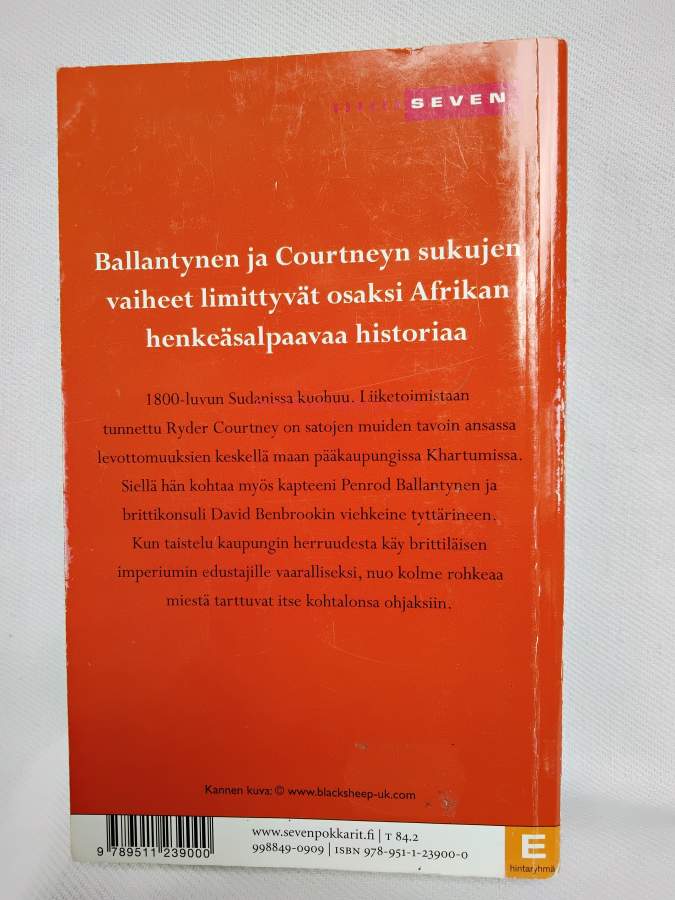 SEVEN
Ballantynen ja Courtneyn sukujen
vaiheet limittyvät osaksi Afrikan
henkeäsalpaavaa historiaa
1800-luvun Sudanissa kuohuu. Liiketoimistaan
tunnettu Ryder Courtney on satojen muiden tavoin ansassa
levottomuuksien keskellä maan pääkaupungissa Khartumissa.
Siellä hän kohtaa myös kapteeni Penrod Ballantynen ja
brittikonsuli David Benbrookin viehkeine tyttärineen.
Kun taistelu kaupungin herruudesta käy brittiläisen
imperiumin edustajille vaaralliseksi, nuo kolme rohkeaa
miestä tarttuvat itse kohtalonsa ohjaksiin.
Kannen kuva: © www.blacksheep-uk.com
www.sevenpokkarit.fi | T 84.2
998849-0909 | ISBN 978-951-1-23900-0
9 789511 239000
E
hintaryhmä